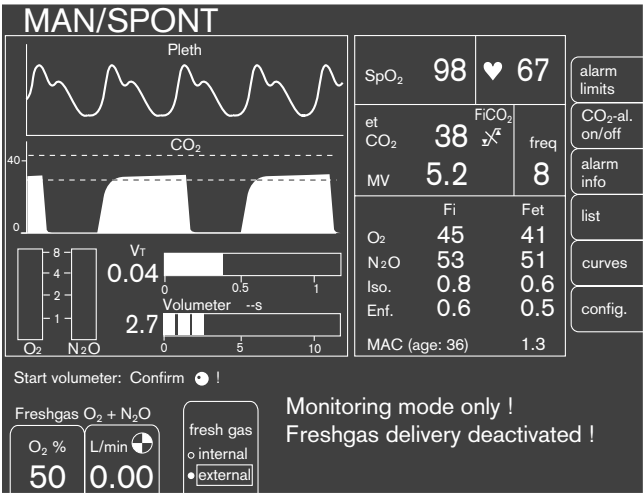 MAN/SPONT
Pleth
CO₂
40
0
8
4
2
1
O₂ N₂O
VT
0.04
0 0.5 1
Volumeter --s
2.7
0 5 10
SpO₂ 98 ♥ 67
et CO₂ 38 FiCO₂
MV 5.2 freq 8
Fi Fet
O₂ 45 41
N₂O 53 51
Iso. 0.8 0.6
Enf. 0.6 0.5
MAC (age: 36) 1.3
alarm
limits
CO₂-al.
on/off
alarm
info
list
curves
config.
Start volumeter: Confirm !
Freshgas O₂ + N₂O
O₂ % L/min
50 0.00
fresh gas
internal
external
Monitoring mode only !
Freshgas delivery deactivated !